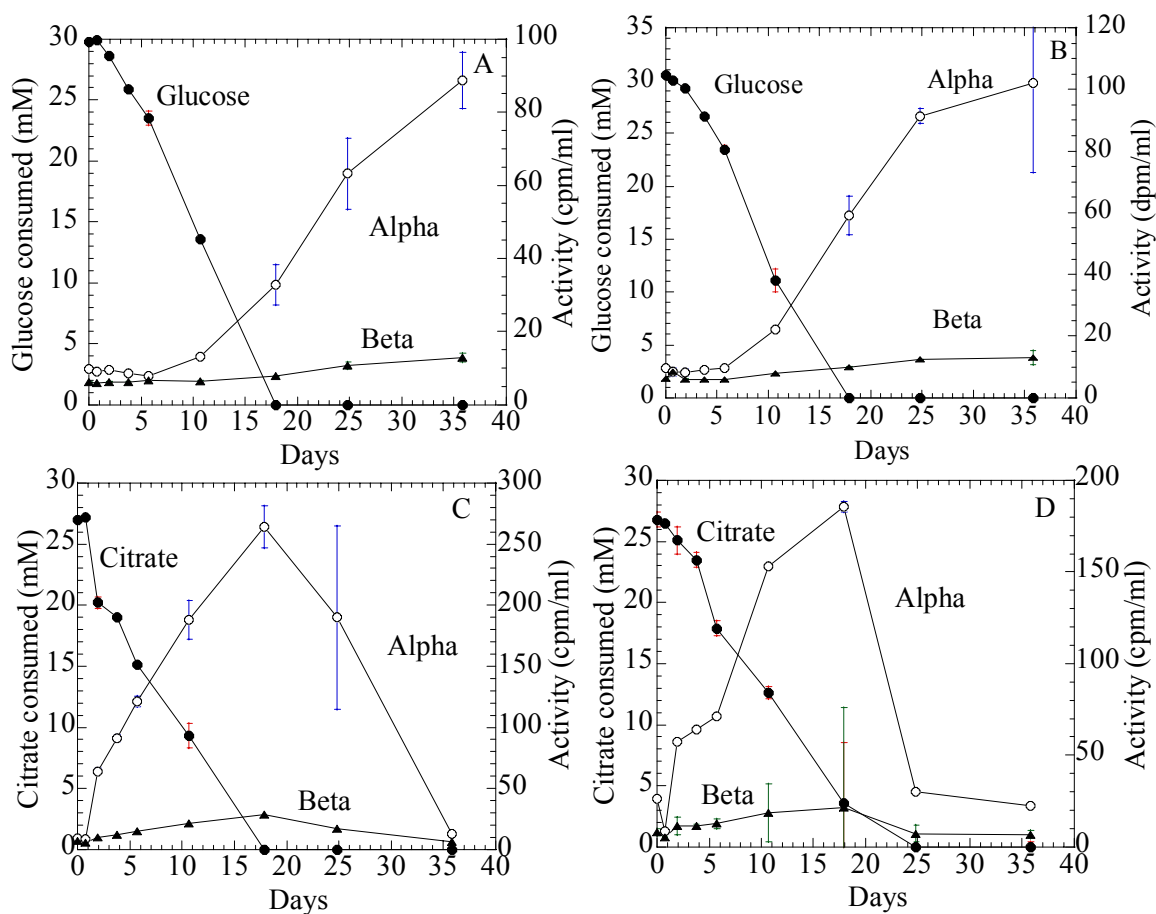 A
Glucose consumed (mM)
30
25
20
15
10
5
0
Glucose
Alpha
Beta
100
80
60
40
20
0
Activity (cpm/ml)
0 5 10 15 20 25 30 35 40
Days
B
Glucose consumed (mM)
35
30
25
20
15
10
5
0
Glucose
Alpha
Beta
120
100
80
60
40
20
0
Activity (dpm/ml)
0 5 10 15 20 25 30 35 40
Days
C
Citrate consumed (mM)
30
25
20
15
10
5
0
Citrate
Alpha
Beta
300
250
200
150
100
50
0
Activity (cpm/ml)
0 5 10 15 20 25 30 35 40
Days
D
Citrate consumed (mM)
30
25
20
15
10
5
0
Citrate
Alpha
Beta
200
150
100
50
0
Activity (cpm/ml)
0 5 10 15 20 25 30 35 40
Days